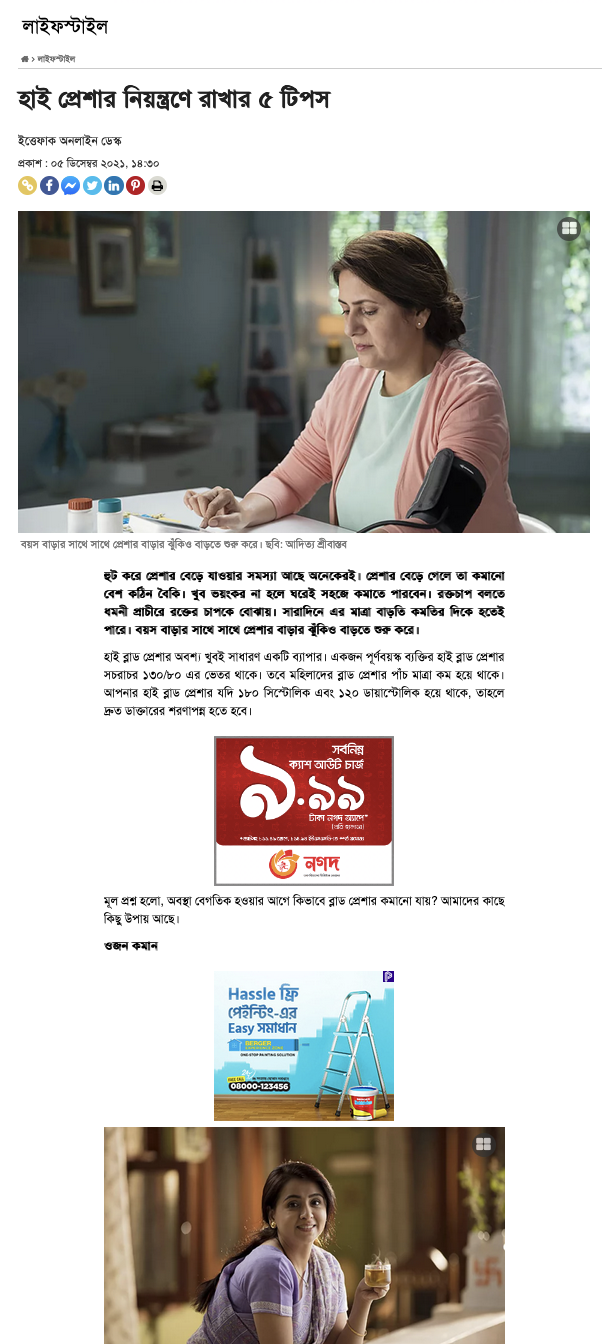 লাইফস্টাইল
› লাইফস্টাইল
হাই প্রেশার নিয়ন্ত্রণে রাখার ৫ টিপস
ইত্তেফাক অনলাইন ডেস্ক
প্রকাশ : ০৫ ডিসেম্বর ২০২১, ১৪:৩০
বয়স বাড়ার সাথে সাথে প্রেশার বাড়ার ঝুঁকিও বাড়তে শুরু করে। ছবি: আদিত্য শ্রীবাস্তব
হুট করে প্রেশার বেড়ে যাওয়ার সমস্যা আছে অনেকেরই। প্রেশার বেড়ে গেলে তা কমানো
বেশ কঠিন বৈকি। খুব ভয়ংকর না হলে ঘরেই সহজে কমাতে পারবেন। রক্তচাপ বলতে
ধমনী প্রাচীরে রক্তের চাপকে বোঝায়। সারাদিনে এর মাত্রা বাড়তি কমতির দিকে হতেই
পারে। বয়স বাড়ার সাথে সাথে প্রেশার বাড়ার ঝুঁকিও বাড়তে শুরু করে।
হাই ব্লাড প্রেশার অবশ্য খুবই সাধারণ একটি ব্যাপার। একজন পূর্ণবয়স্ক ব্যক্তির হাই ব্লাড প্রেশার
সচরাচর ১৩০/৮০ এর ভেতর থাকে। তবে মহিলাদের ব্লাড প্রেশার পাঁচ মাত্রা কম হয়ে থাকে।
আপনার হাই ব্লাড প্রেশার যদি ১৮০ সিস্টোলিক এবং ১২০ ডায়াস্টোলিক হয়ে থাকে, তাহলে
দ্রুত ডাক্তারের শরণাপন্ন হতে হবে।
সর্বনিম্ন
ক্যাশ আউট চার্জ
৯.৯৯
টাকা নগদ অ্যাপে*
(প্রতি হাজারে)
নগদ
মূল প্রশ্ন হলো, অবস্থা বেগতিক হওয়ার আগে কিভাবে ব্লাড প্রেশার কমানো যায়? আমাদের কাছে
কিছু উপায় আছে।
ওজন কমান
Hassle ফ্রি
পেইন্টিং-এর
Easy সমাধান
BERGER
ONE-STOP PAINTING SOLUTION
08000-123456